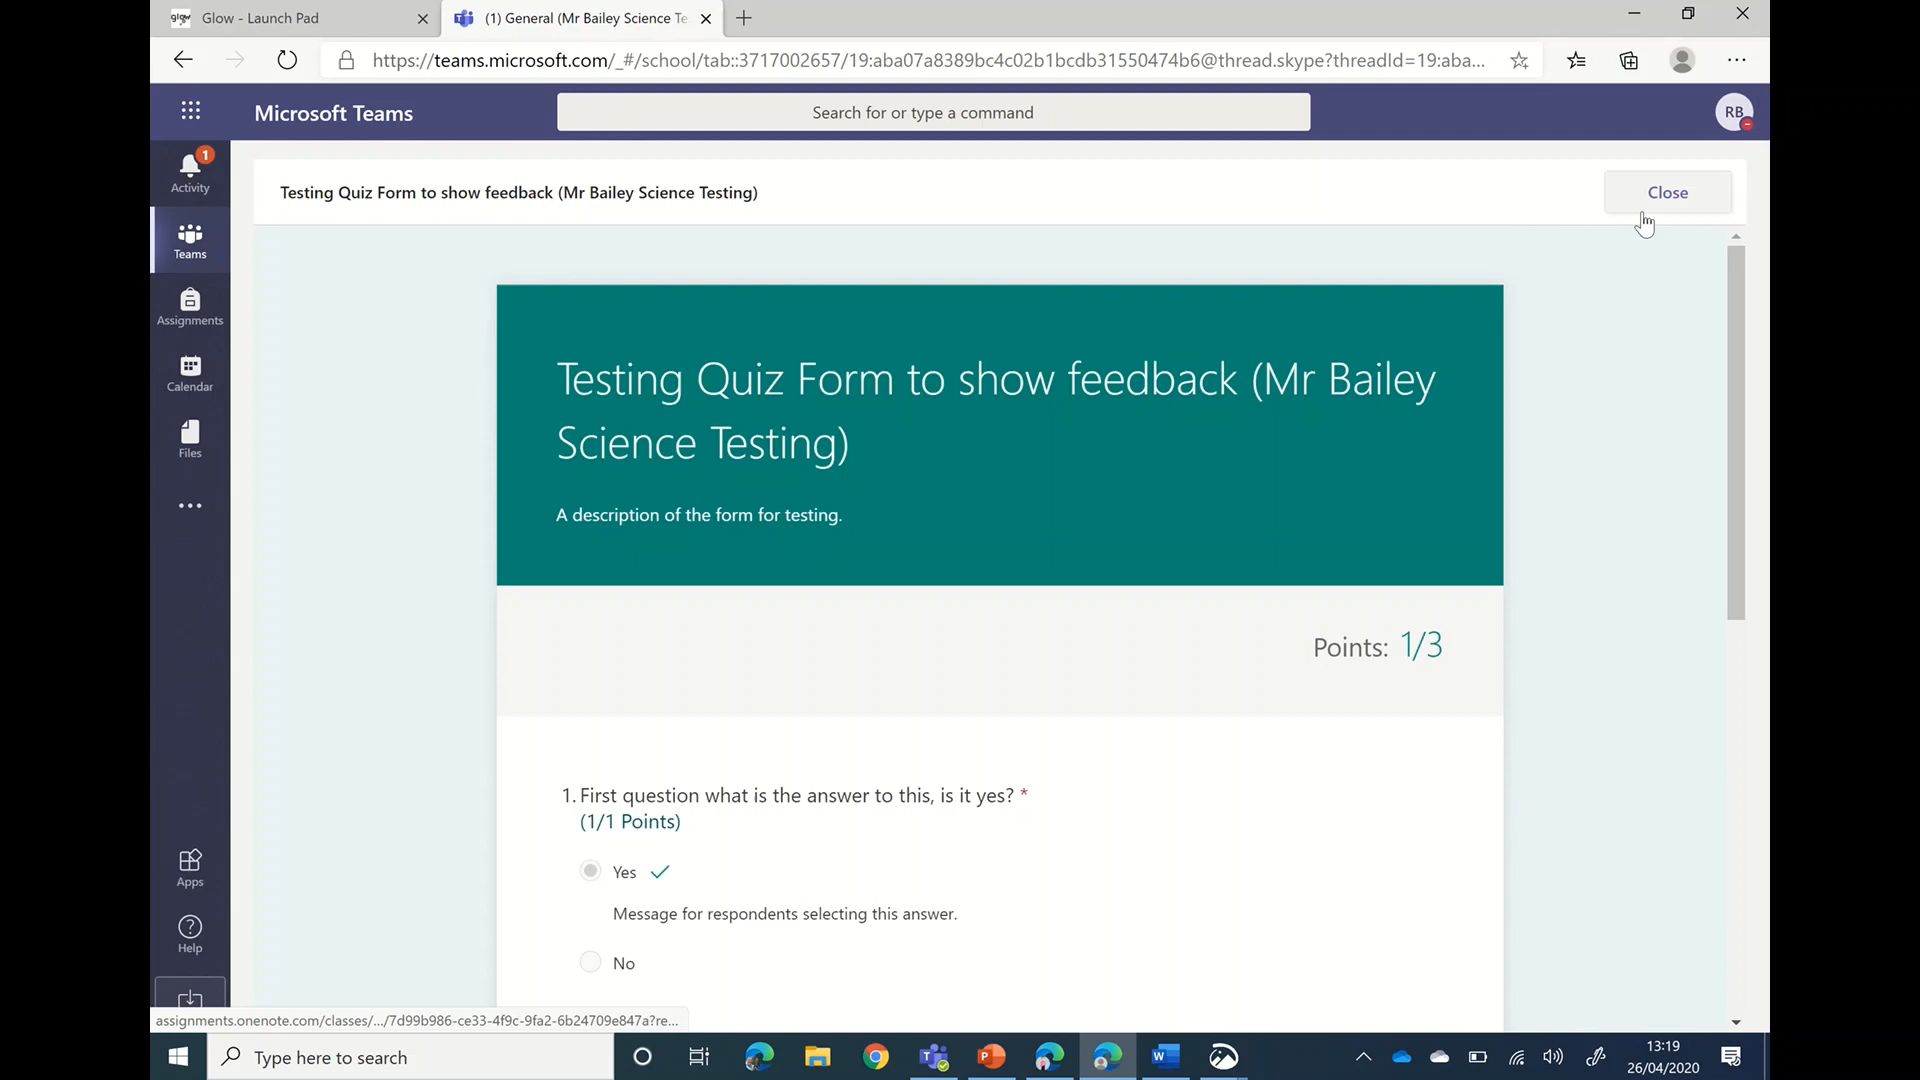 glow Glow - Launch Pad
(1) General (Mr Bailey Science Te
https://teams.microsoft.com/_#/school/tab::3717002657/19:aba07a8389bc4c02b1bcdb31550474b6@thread.skype?threadId=19:aba...
Microsoft Teams
Search for or type a command
RB
1
Activity
Teams
Assignments
Calendar
Files
Apps
Help
Testing Quiz Form to show feedback (Mr Bailey Science Testing)
Close
Testing Quiz Form to show feedback (Mr Bailey
Science Testing)
A description of the form for testing.
Points: 1/3
1. First question what is the answer to this, is it yes? *
(1/1 Points)
Yes
Message for respondents selecting this answer.
No
assignments.onenote.com/classes/.../7d99b986-ce33-4f9c-9fa2-6b24709e847a?re...
Type here to search
13:19
26/04/2020